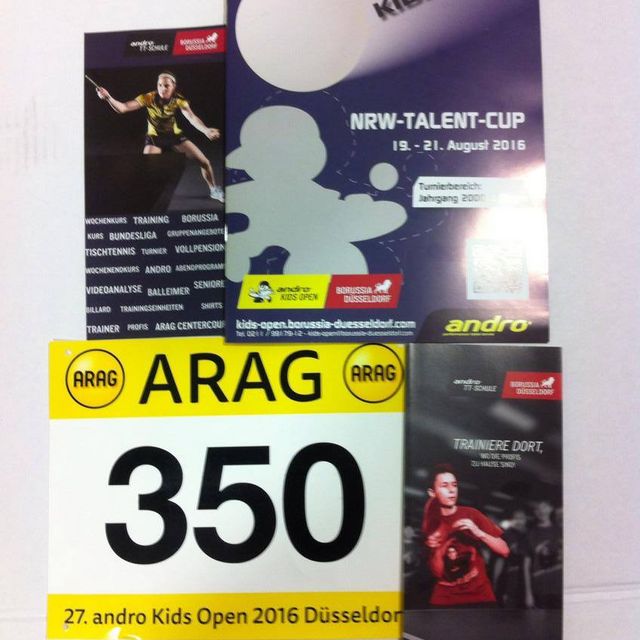 andro
TT-SCHULE
BORUSSIA
DÜSSELDORF
WOCHENKURS TRAINING BORUSSIA
KURS BUNDESLIGA GRUPPENANGEBOTE
TISCHTENNIS TURNIER VOLLPENSION
WOCHENENDKURS ANDRO ABENDPROGRAM
VIDEOANALYSE BALLEIMER SENIORE
BILLARD TRAININGSEINHEITEN SHIRTS
TRAINER PROFIS ARAG CENTERCOU
NRW-TALENT-CUP
19. - 21. August 2016
Turnierbereich:
Jahrgang 2000
andro
KIDS OPEN
BORUSSIA
DÜSSELDORF
kids-open.borussia-duesseldorf.com
andro
ARAG ARAG ARAG
350
27. andro Kids Open 2016 Düsseldor
andro
TT-SCHULE
BORUSSIA
DÜSSELDORF
TRAINIERE DORT,
WO DIE PROFIS
ZU HAUSE SIND!